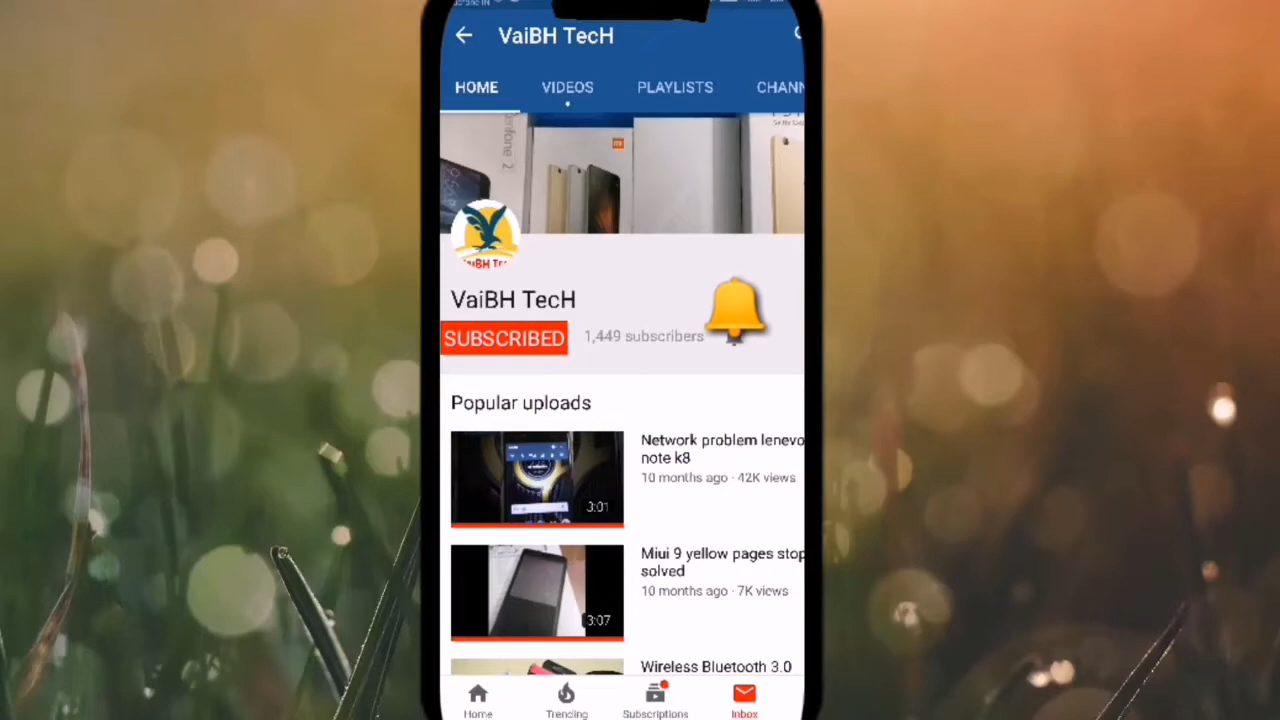 VaiBH TecH
HOME VIDEOS PLAYLISTS CHANN
VaiBH TecH
SUBSCRIBED 1,449 subscribers
Popular uploads
Network problem lenevo
note k8
10 months ago · 42K views
3:01
Miui 9 yellow pages stop
solved
10 months ago · 7K views
3:07
Wireless Bluetooth 3.0
Home Trending Subscriptions Inbox